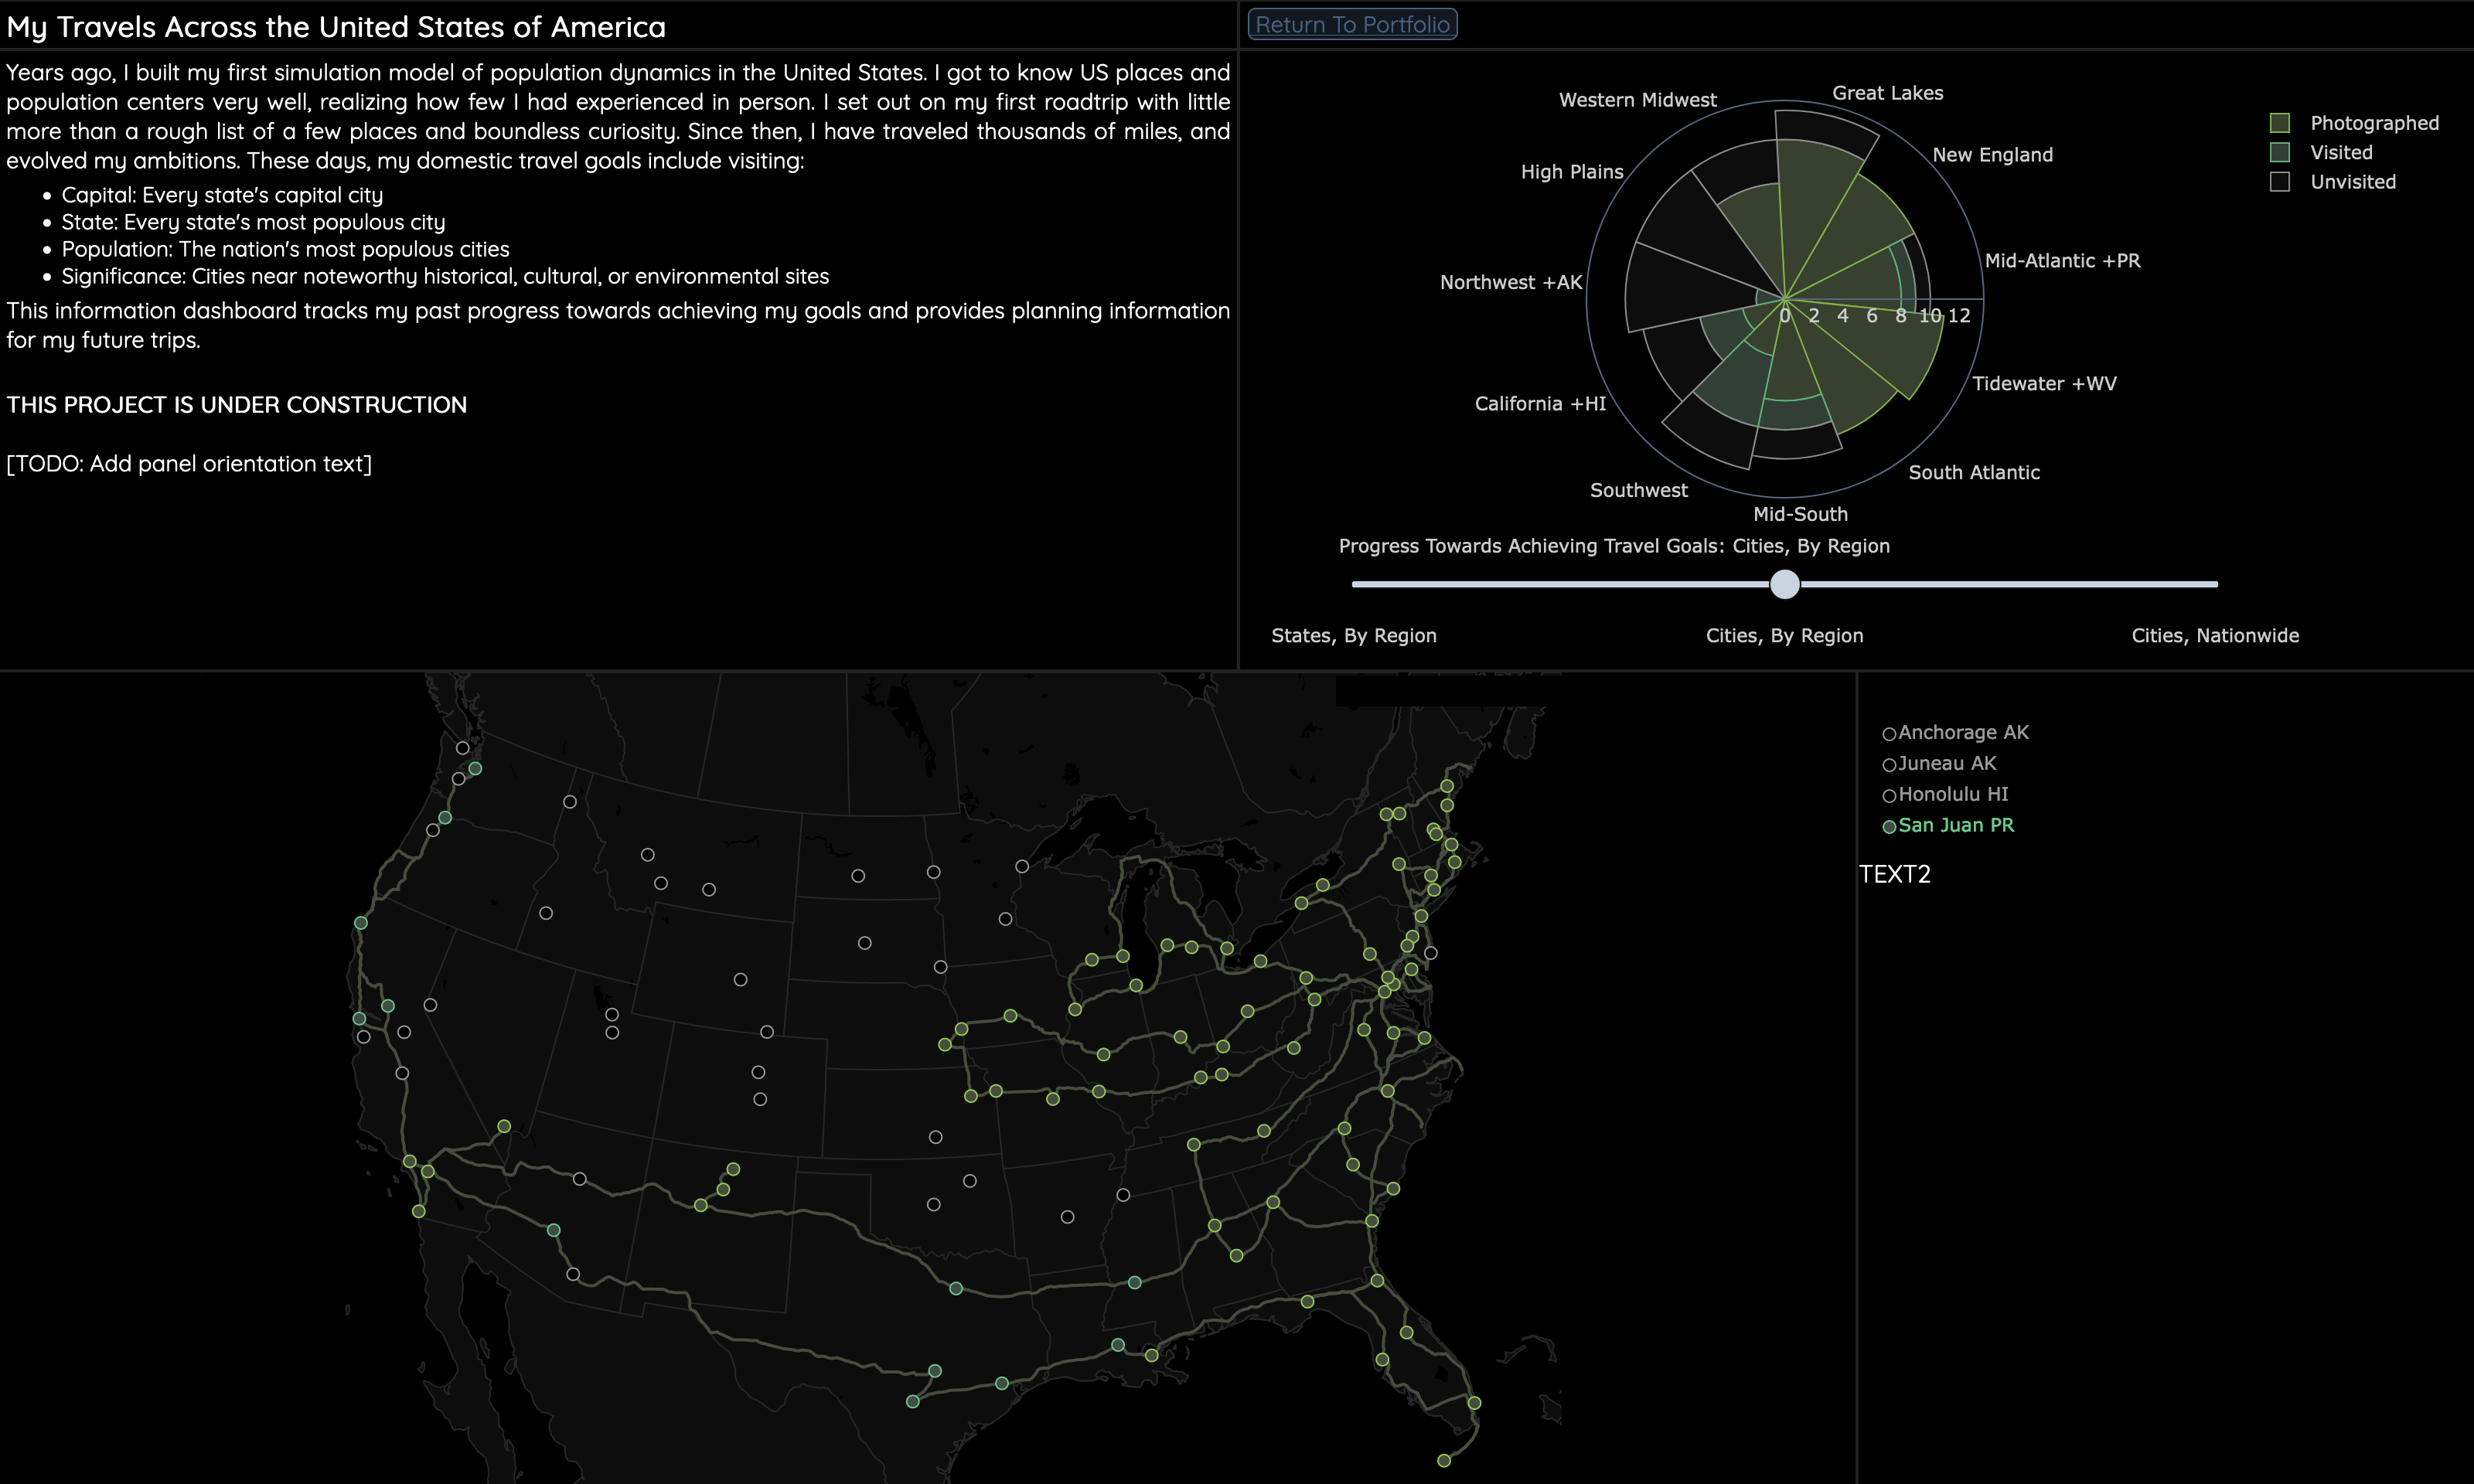 My Travels Across the United States of America
Return To Portfolio
Years ago, I built my first simulation model of population dynamics in the United States. I got to know US places and
population centers very well, realizing how few I had experienced in person. I set out on my first roadtrip with little
more than a rough list of a few places and boundless curiosity. Since then, I have traveled thousands of miles, and
evolved my ambitions. These days, my domestic travel goals include visiting:
• Capital: Every state's capital city
• State: Every state's most populous city
• Population: The nation's most populous cities
• Significance: Cities near noteworthy historical, cultural, or environmental sites
This information dashboard tracks my past progress towards achieving my goals and provides planning information
for my future trips.
THIS PROJECT IS UNDER CONSTRUCTION
[TODO: Add panel orientation text]
Great Lakes
Western Midwest
New England
High Plains
Mid-Atlantic +PR
Northwest +AK
0 2 4 6 8 10 12
Tidewater +WV
California +HI
South Atlantic
Southwest
Mid-South
Photographed
Visited
Unvisited
Progress Towards Achieving Travel Goals: Cities, By Region
States, By Region
Cities, By Region
Cities, Nationwide
Anchorage AK
Juneau AK
Honolulu HI
San Juan PR
TEXT2